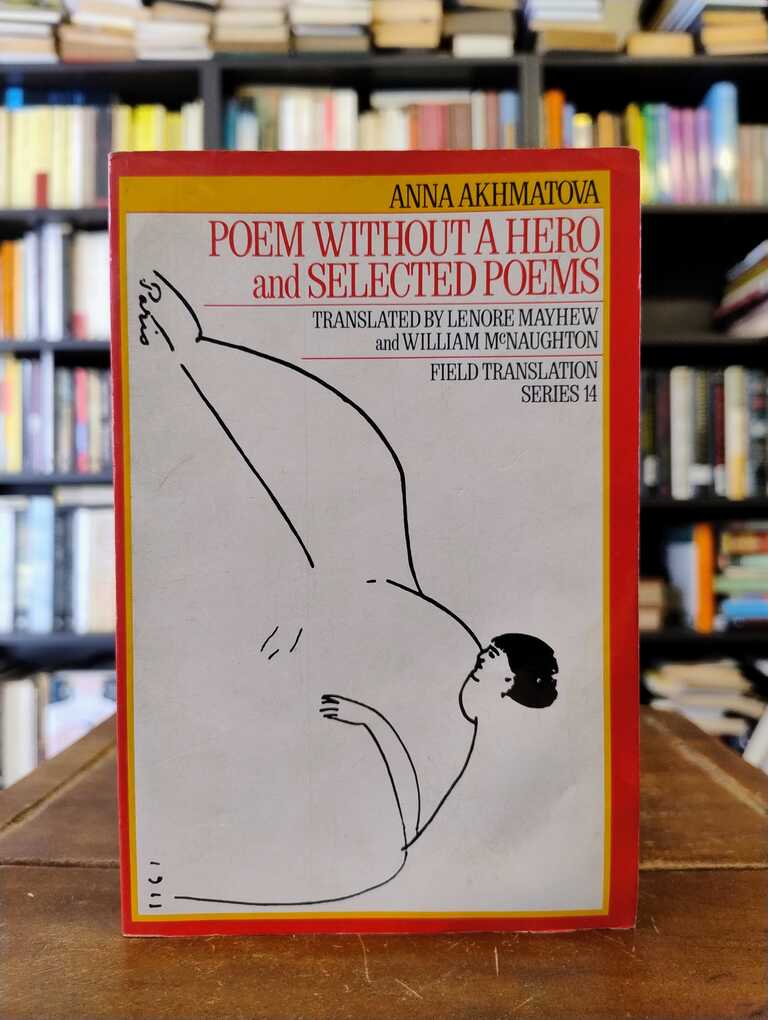 ANNA AKHMATOVA
POEM WITHOUT A HERO
and SELECTED POEMS
TRANSLATED BY LENORE MAYHEW
and WILLIAM McNAUGHTON
FIELD TRANSLATION
SERIES 14
Paris
1911